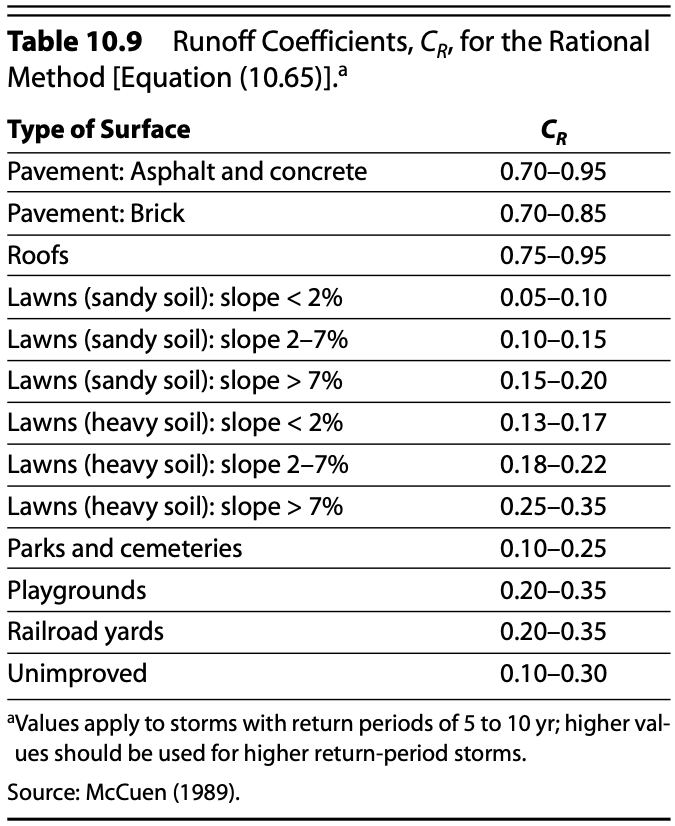 Table 10.9 Runoff Coefficients, CR, for the Rational
Method [Equation (10.65)].a
Type of Surface CR
Pavement: Asphalt and concrete 0.70–0.95
Pavement: Brick 0.70–0.85
Roofs 0.75–0.95
Lawns (sandy soil): slope < 2% 0.05–0.10
Lawns (sandy soil): slope 2–7% 0.10–0.15
Lawns (sandy soil): slope > 7% 0.15–0.20
Lawns (heavy soil): slope < 2% 0.13–0.17
Lawns (heavy soil): slope 2–7% 0.18–0.22
Lawns (heavy soil): slope > 7% 0.25–0.35
Parks and cemeteries 0.10–0.25
Playgrounds 0.20–0.35
Railroad yards 0.20–0.35
Unimproved 0.10–0.30
aValues apply to storms with return periods of 5 to 10 yr; higher val-
ues should be used for higher return-period storms.
Source: McCuen (1989).